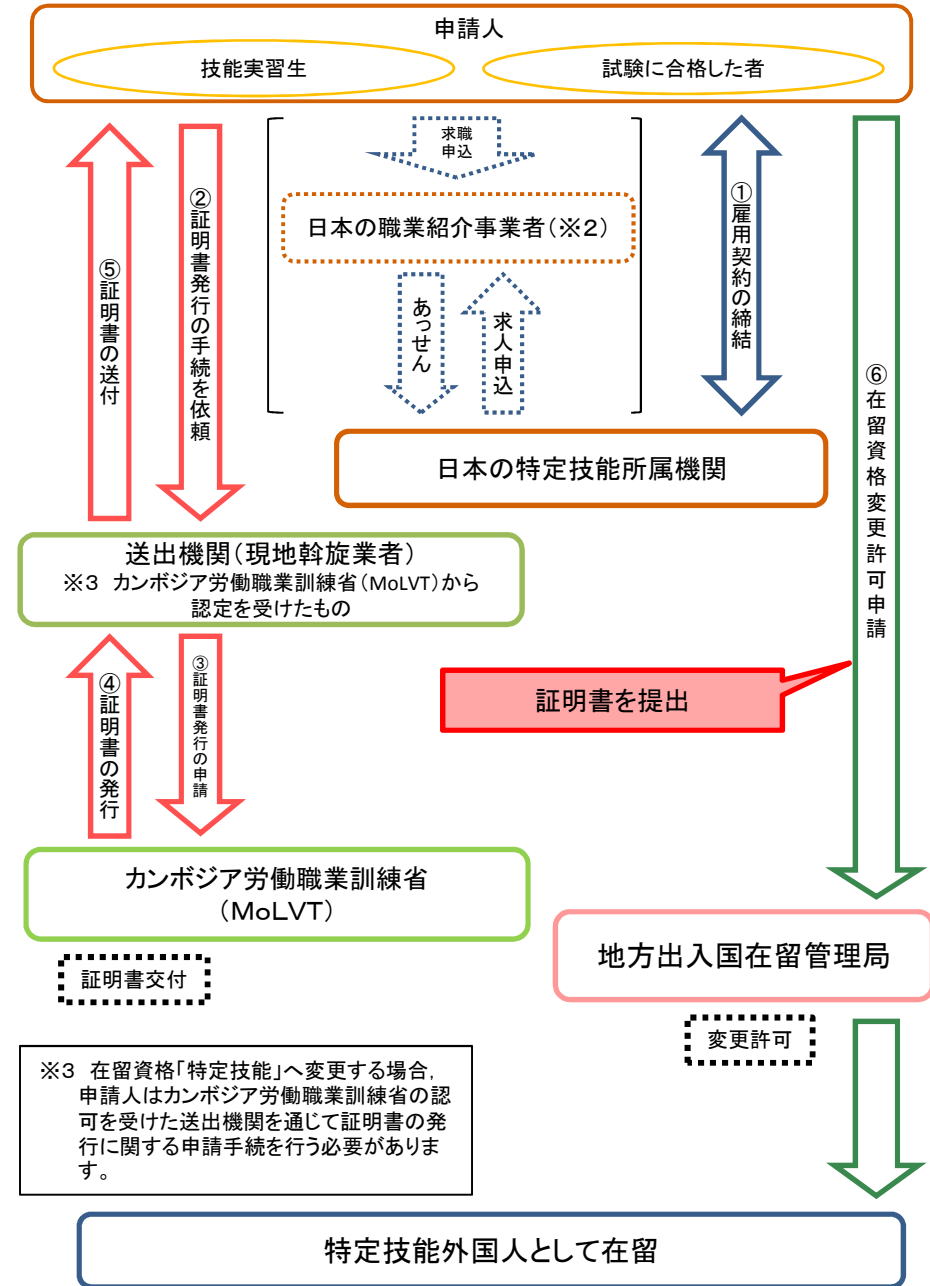 申請人
技能実習生
試験に合格した者
求職
申込
日本の職業紹介事業者(※2)
あっせん
求人申込
①雇用契約の締結
②証明書発行の手続を依頼
⑤証明書の送付
⑥在留資格変更許可申請
日本の特定技能所属機関
送出機関(現地斡旋業者)
※3 カンボジア労働職業訓練省(MoLVT)から
認定を受けたもの
証明書を提出
③証明書発行の申請
④証明書の発行
カンボジア労働職業訓練省
(MoLVT)
証明書交付
地方出入国在留管理局
変更許可
※3 在留資格「特定技能」へ変更する場合,
申請人はカンボジア労働職業訓練省の認
可を受けた送出機関を通じて証明書の発
行に関する申請手続を行う必要がありま
す。
特定技能外国人として在留